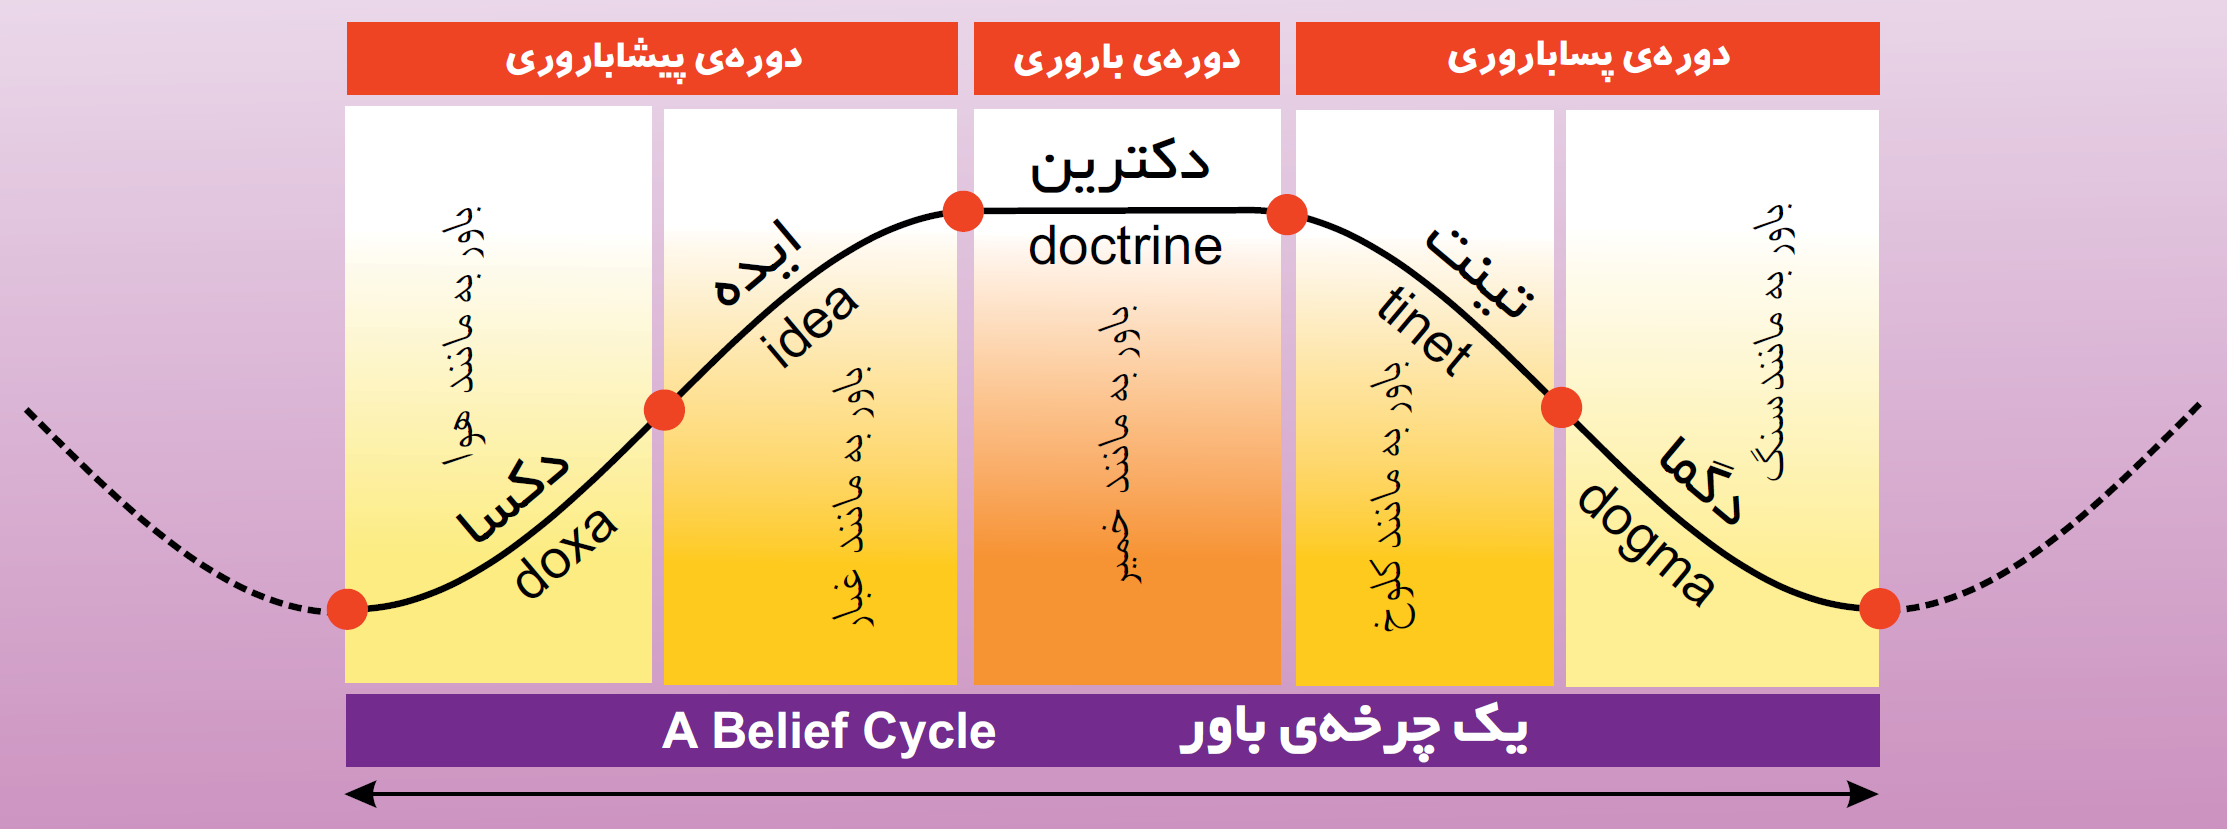 دوره‌ی پیشاباروری
دوره‌ی باروری
دوره‌ی پساباروری
باور به مانند هوا
دکسا
doxa
ایده
idea
باور به مانند غبار
دکترین
doctrine
باور به مانند خمیر
تینت
tinet
باور به مانند کلوخ
دگما
dogma
باور به مانندسنگ
A Belief Cycle
یک چرخه‌ی باور